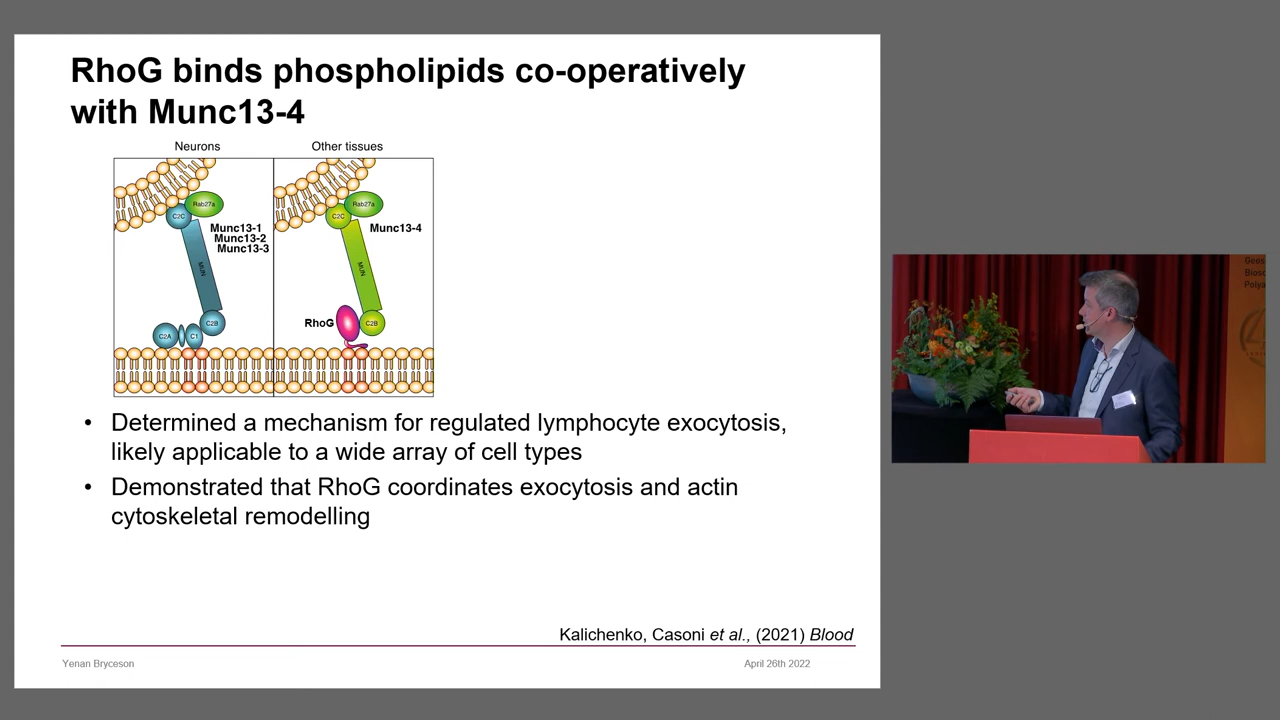 RhoG binds phospholipids co-operatively
with Munc13-4
Neurons
Other tissues
Rab27a
C2C
Munc13-1
Munc13-2
Munc13-3
MUN
C2B
C2A
C1
Rab27a
C2C
Munc13-4
MUN
RhoG
C2B
• Determined a mechanism for regulated lymphocyte exocytosis,
likely applicable to a wide array of cell types
• Demonstrated that RhoG coordinates exocytosis and actin
cytoskeletal remodelling
Kalichenko, Casoni et al., (2021) Blood
Yenan Bryceson
April 26th 2022
Geos
Biosc
Polya